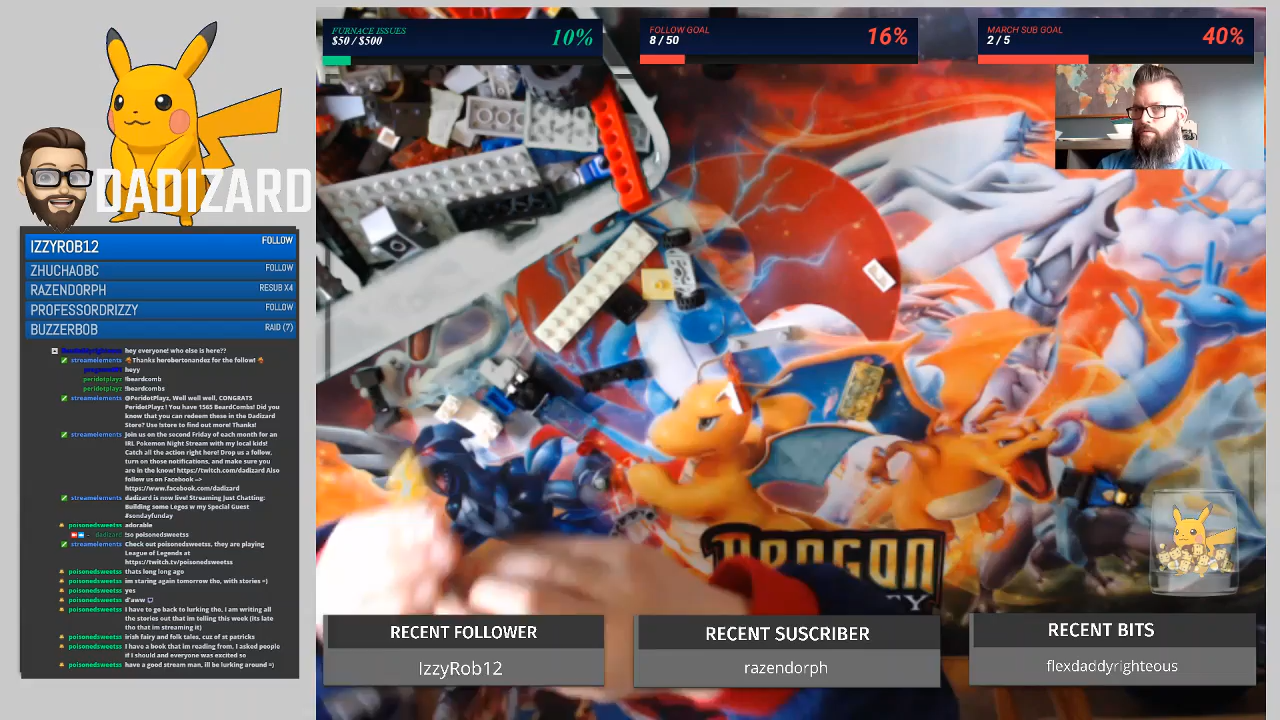 FURNACE ISSUES
$50 / $500
10%
FOLLOW GOAL
8 / 50
16%
MARCH SUB GOAL
2 / 5
40%
DADIZARD
IZZYROB12 FOLLOW
ZHUCHAOBC FOLLOW
RAZENDORPH RESUB X4
PROFESSORDRIZZY FOLLOW
BUZZERBOB RAID (7)
hey everyone! who else is here??
streamelements Thanks herobertonandez for the follow!
heyy
peridotplayz !beardcomb
peridotplayz !beardcombs
streamelements @PeridotPlayz, Well well well, CONGRATS
PeridotPlayz! You have 1565 BeardCombs! Did you
know that you can redeem these in the Dadizard
Store? Use !store to find out more! Thanks!
streamelements Join us on the second Friday of each month for an
IRL Pokemon Night Stream with my local kids!
Catch all the action right here! Drop us a follow,
turn on those notifications, and make sure you
are in the know! https://twitch.com/dadizard Also
follow us on Facebook -->
https://www.facebook.com/dadizard
streamelements dadizard is now live! Streaming Just Chatting:
Building some Legos w my Special Guest
#sondayfunday
poisonedsweetss adorable
dadizard !so poisonedsweetss
streamelements Check out poisonedsweetss, they are playing
League of Legends at
https://twitch.tv/poisonedsweetss
poisonedsweetss thats long long ago
poisonedsweetss im staring again tomorrow tho, with stories =)
poisonedsweetss yes
poisonedsweetss d'aww
poisonedsweetss I have to go back to lurking tho, I am writing all
the stories out that im telling this week (its late
tho that im streaming it)
poisonedsweetss irish fairy and folk tales, cuz of st patricks
poisonedsweetss I have a book that im reading from, I asked people
if I should and everyone was excited so
poisonedsweetss have a good stream man, ill be lurking around =)
DRAGON
RECENT FOLLOWER
IzzyRob12
RECENT SUSCRIBER
razendorph
RECENT BITS
flexdaddyrighteous